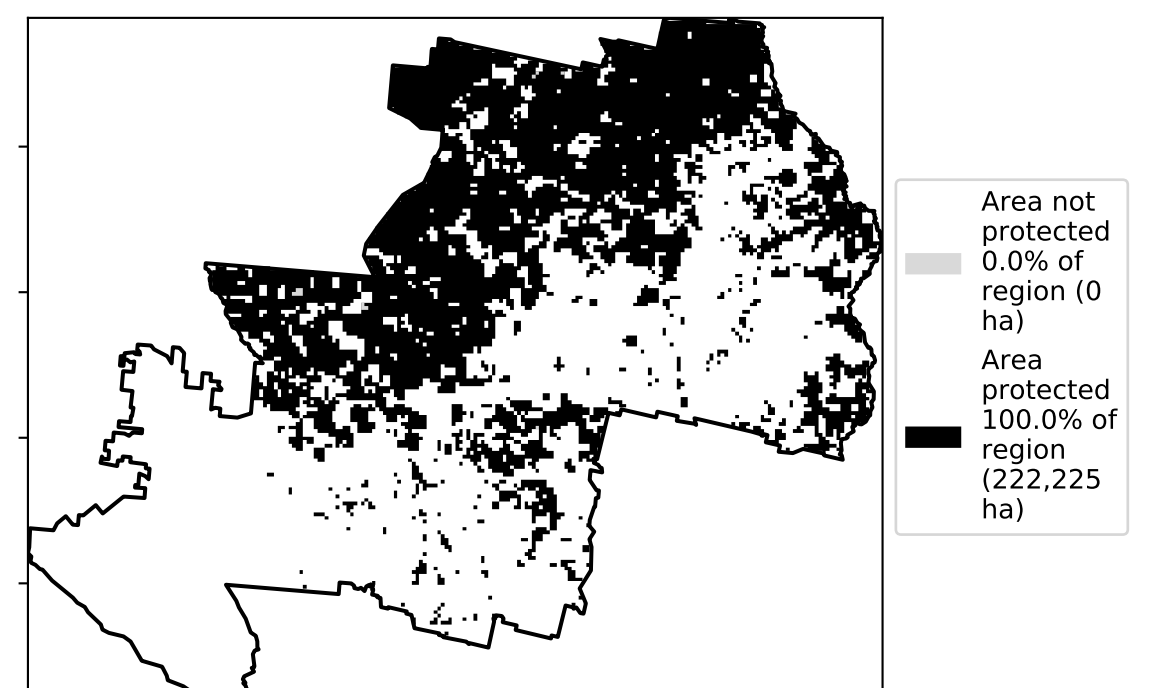 Area not
protected
0.0% of
region (0
ha)
Area
protected
100.0% of
region
(222,225
ha)